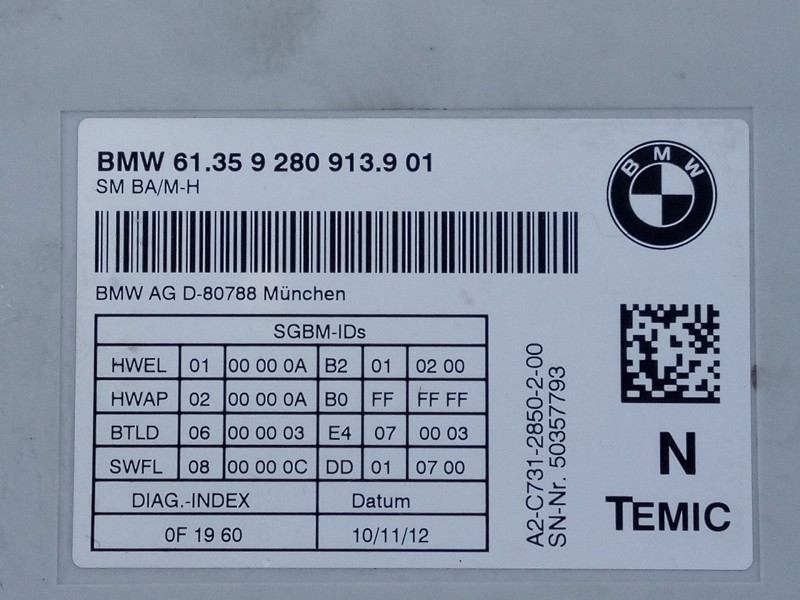 BMW 61.35 9 280 913.9 01
SM BA/M-H
BMW
BMW AG D-80788 München
SGBM-IDs
HWEL 01 00 00 0A B2 01 02 00
HWAP 02 00 00 0A B0 FF FF FF
BTLD 06 00 00 03 E4 07 00 03
SWFL 08 00 00 0C DD 01 07 00
DIAG.-INDEX Datum
0F 19 60 10/11/12
A2-C731-2850-2-00
SN-Nr. 50357793
N
TEMIC